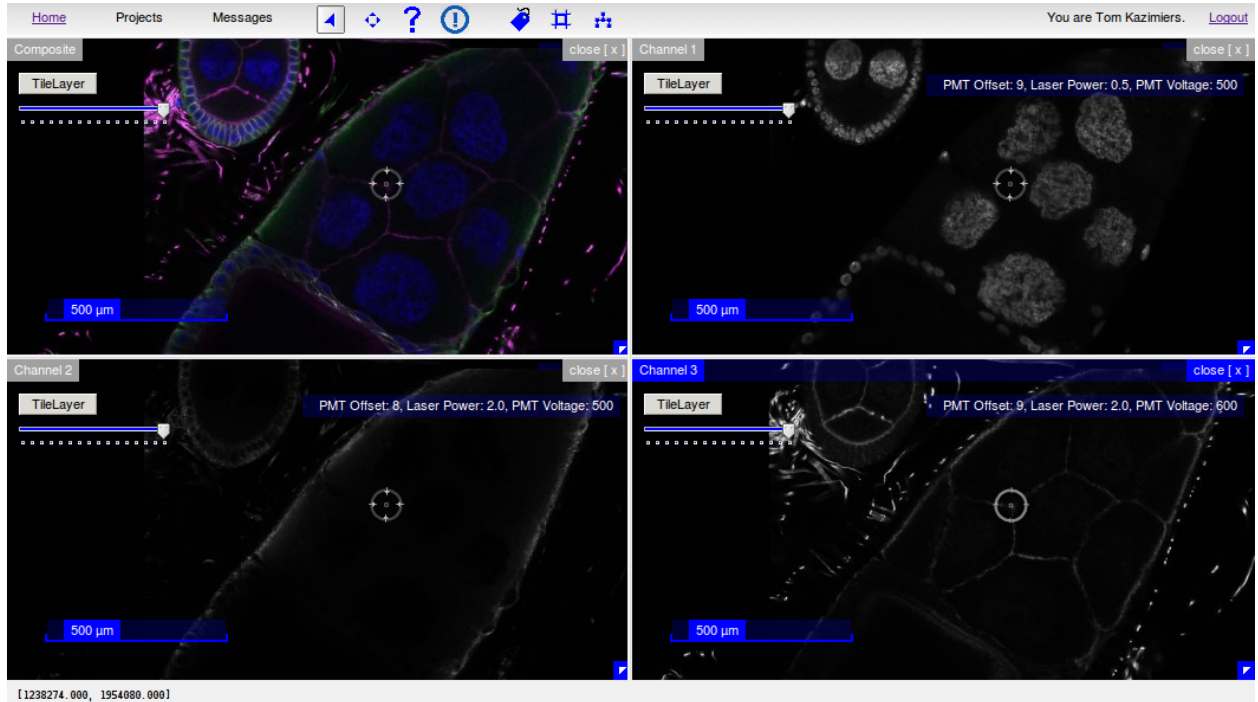 Home Projects Messages ? ! You are Tom Kazimiers. Logout
Composite close [ x ]
TileLayer
500 µm
Channel 1 close [ x ]
TileLayer
PMT Offset: 9, Laser Power: 0.5, PMT Voltage: 500
500 µm
Channel 2 close [ x ]
TileLayer
PMT Offset: 8, Laser Power: 2.0, PMT Voltage: 500
500 µm
Channel 3 close [ x ]
TileLayer
PMT Offset: 9, Laser Power: 2.0, PMT Voltage: 600
500 µm
[1238274.000, 1954080.000]